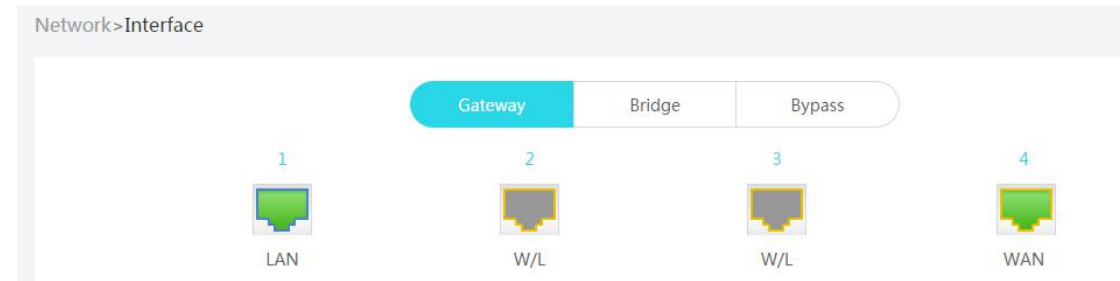 Network>Interface
Gateway Bridge Bypass
1 2 3 4
LAN W/L W/L WAN